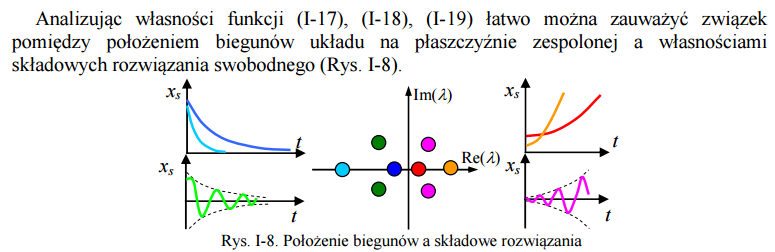 Analizując własności funkcji (I-17), (I-18), (I-19) łatwo można zauważyć związek
pomiędzy położeniem biegunów układu na płaszczyźnie zespolonej a własnościami
składowych rozwiązania swobodnego (Rys. I-8).
xₛ
t
xₛ
t
Im(λ)
Re(λ)
xₛ
t
xₛ
t
Rys. I-8. Położenie biegunów a składowe rozwiązania